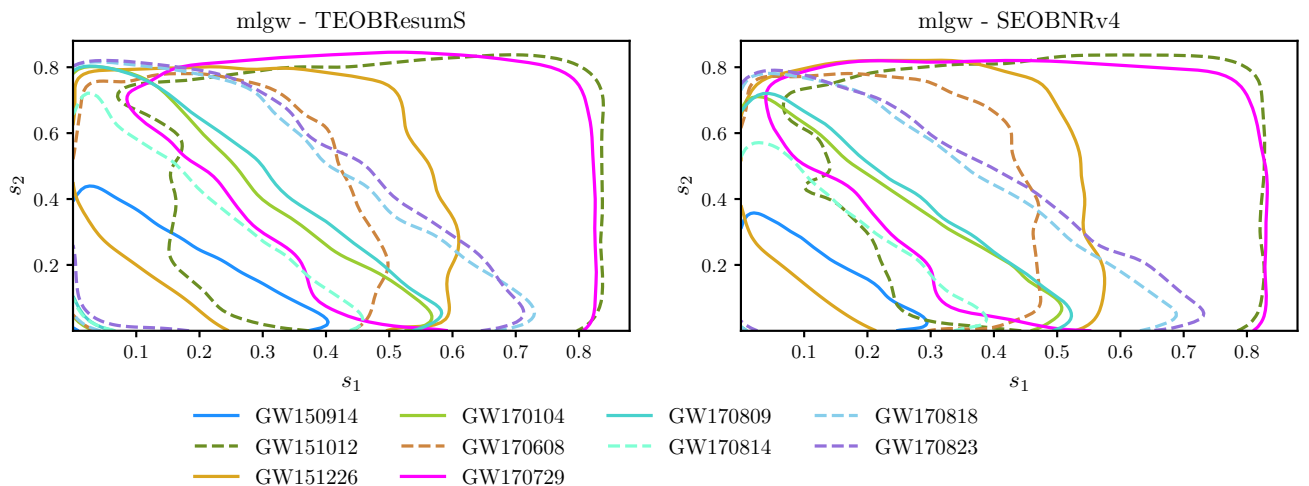 mlgw - TEOBResumS
mlgw - SEOBNRv4
s2
0.8
0.6
0.4
0.2
0.1 0.2 0.3 0.4 0.5 0.6 0.7 0.8
s1
s2
0.8
0.6
0.4
0.2
0.1 0.2 0.3 0.4 0.5 0.6 0.7 0.8
s1
GW150914 GW170104 GW170809 GW170818
GW151012 GW170608 GW170814 GW170823
GW151226 GW170729